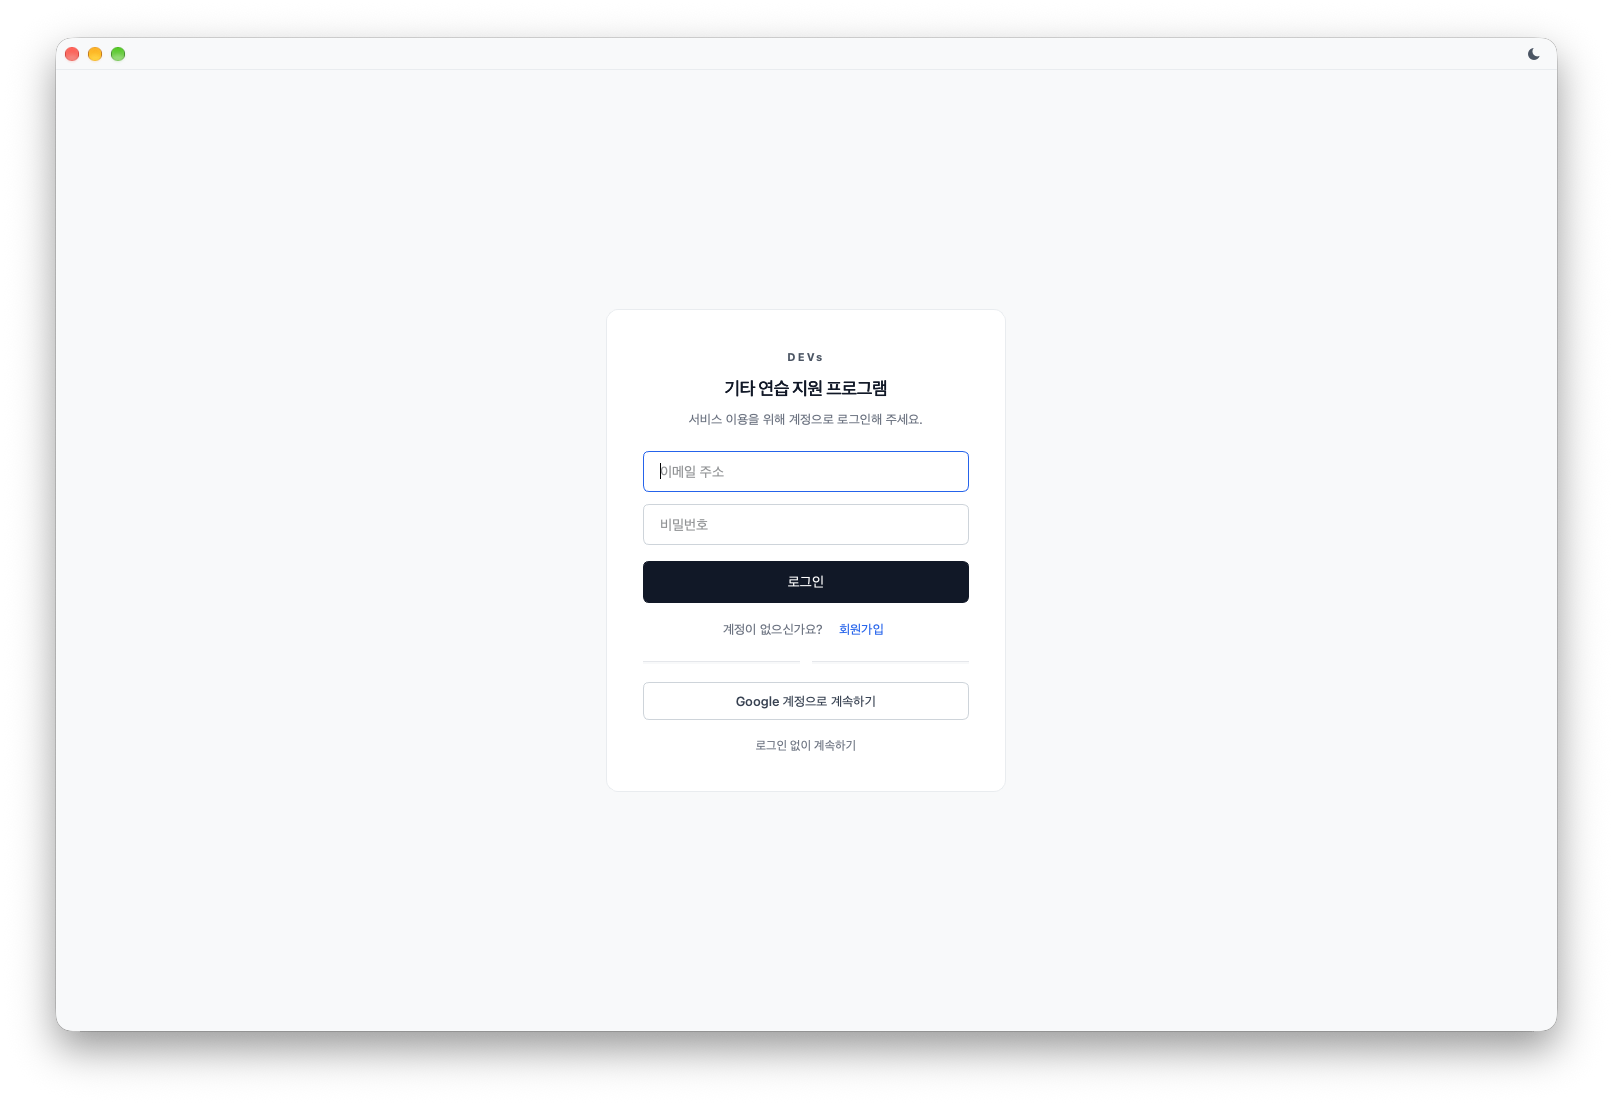 DEVs
기타 연습 지원 프로그램
서비스 이용을 위해 계정으로 로그인해 주세요.
이메일 주소
비밀번호
로그인
계정이 없으신가요? 회원가입
Google 계정으로 계속하기
로그인 없이 계속하기